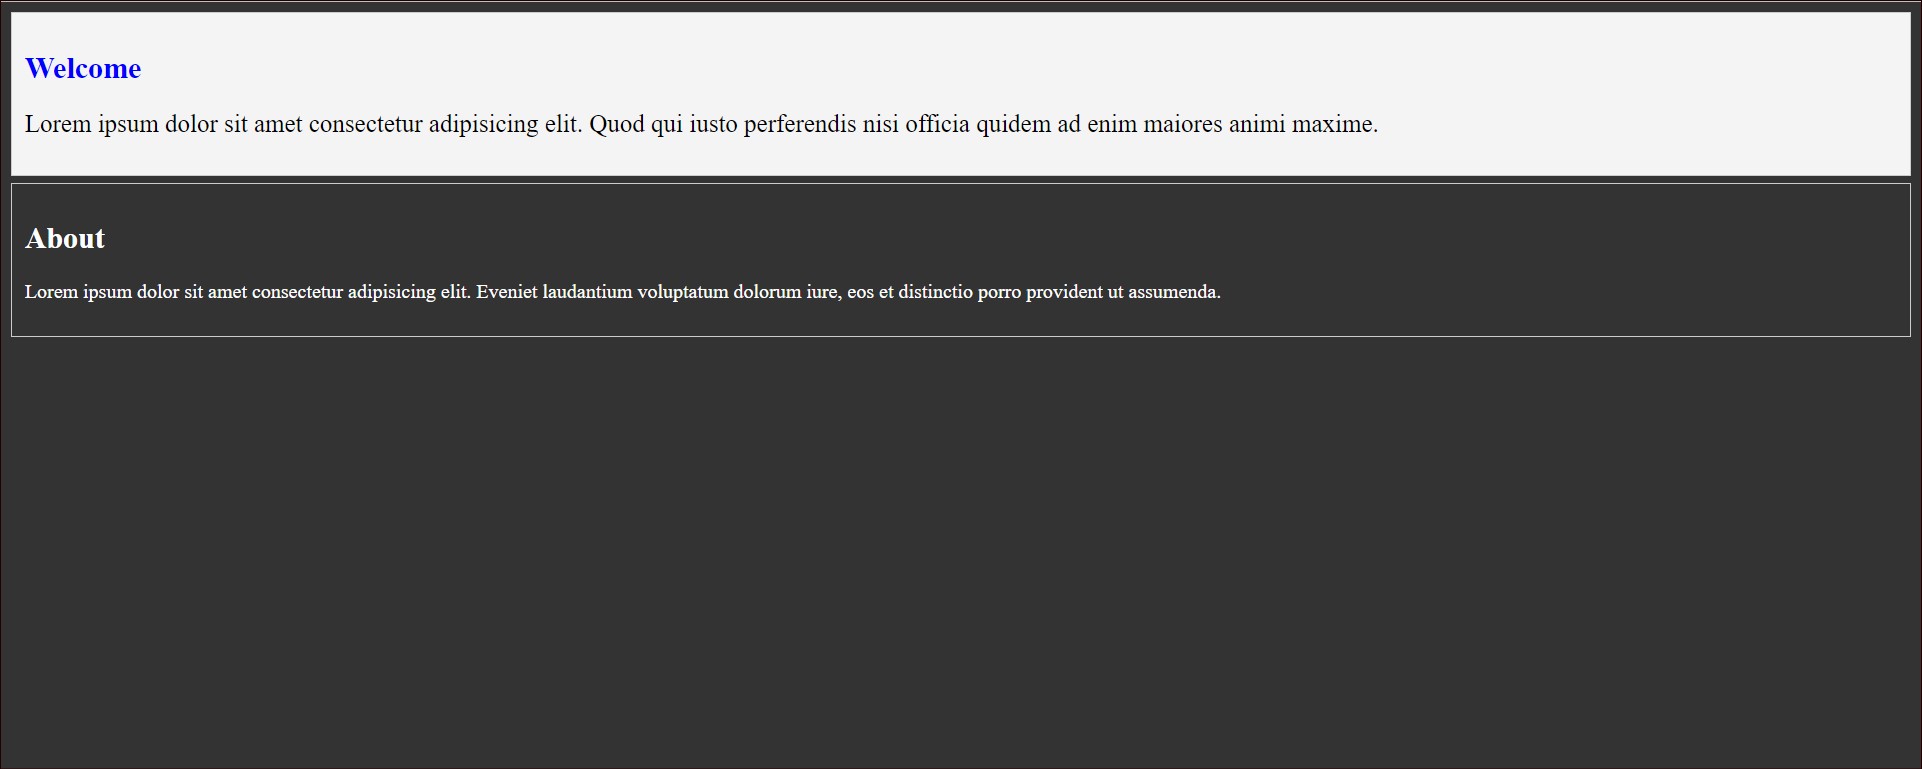 Welcome
Lorem ipsum dolor sit amet consectetur adipisicing elit. Quod qui iusto perferendis nisi officia quidem ad enim maiores animi maxime.
About
Lorem ipsum dolor sit amet consectetur adipisicing elit. Eveniet laudantium voluptatum dolorum iure, eos et distinctio porro provident ut assumenda.